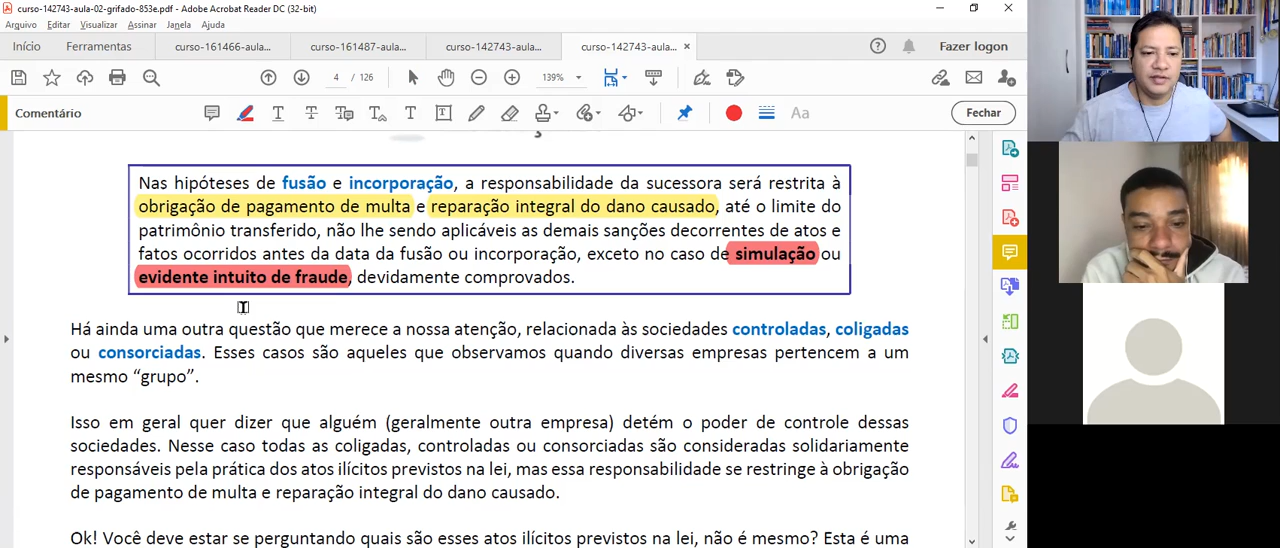 curso-142743-aula-02-grifado-853e.pdf - Adobe Acrobat Reader DC (32-bit)
Arquivo Editar Visualizar Assinar Janela Ajuda
Início Ferramentas curso-161466-aula... curso-161487-aula... curso-142743-aula... curso-142743-aula... × Fazer logon
4 / 126 139%
Comentário Aa Fechar
Nas hipóteses de fusão e incorporação, a responsabilidade da sucessora será restrita à
obrigação de pagamento de multa e reparação integral do dano causado, até o limite do
patrimônio transferido, não lhe sendo aplicáveis as demais sanções decorrentes de atos e
fatos ocorridos antes da data da fusão ou incorporação, exceto no caso de simulação ou
evidente intuito de fraude, devidamente comprovados.
Há ainda uma outra questão que merece a nossa atenção, relacionada às sociedades controladas, coligadas
ou consorciadas. Esses casos são aqueles que observamos quando diversas empresas pertencem a um
mesmo “grupo”.
Isso em geral quer dizer que alguém (geralmente outra empresa) detém o poder de controle dessas
sociedades. Nesse caso todas as coligadas, controladas ou consorciadas são consideradas solidariamente
responsáveis pela prática dos atos ilícitos previstos na lei, mas essa responsabilidade se restringe à obrigação
de pagamento de multa e reparação integral do dano causado.
Ok! Você deve estar se perguntando quais são esses atos ilícitos previstos na lei, não é mesmo? Esta é uma